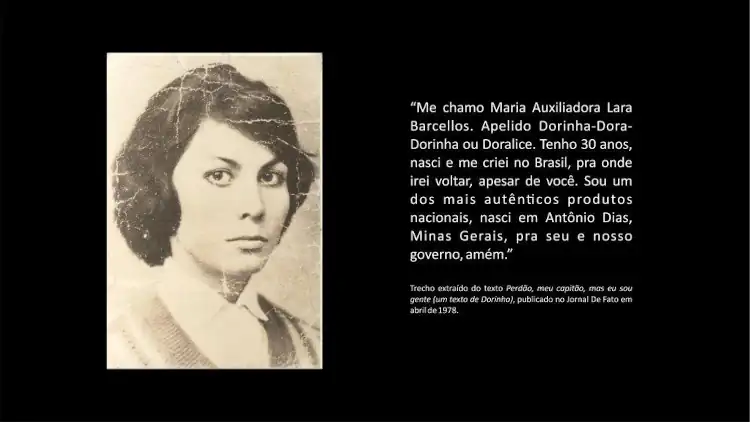 “Me chamo Maria Auxiliadora Lara
Barcellos. Apelido Dorinha-Dora-
Dorinha ou Doralice. Tenho 30 anos,
nasci e me criei no Brasil, pra onde
irei voltar, apesar de você. Sou um
dos mais autênticos produtos
nacionais, nasci em Antônio Dias,
Minas Gerais, pra seu e nosso
governo, amém.”
Trecho extraído do texto Perdão, meu capitão, mas eu sou
gente (um texto de Dorinha), publicado no Jornal De Fato em
abril de 1978.